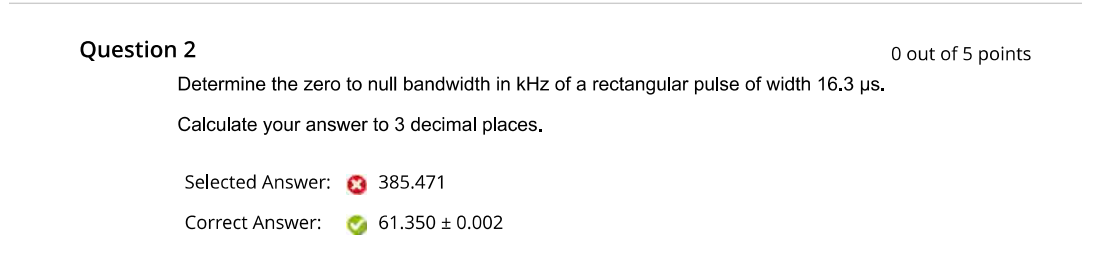 Question 2
0 out of 5 points
Determine the zero to null bandwidth in kHz of a rectangular pulse of width 16.3 µs.
Calculate your answer to 3 decimal places.
Selected Answer: 385.471
Correct Answer: 61.350 ± 0.002